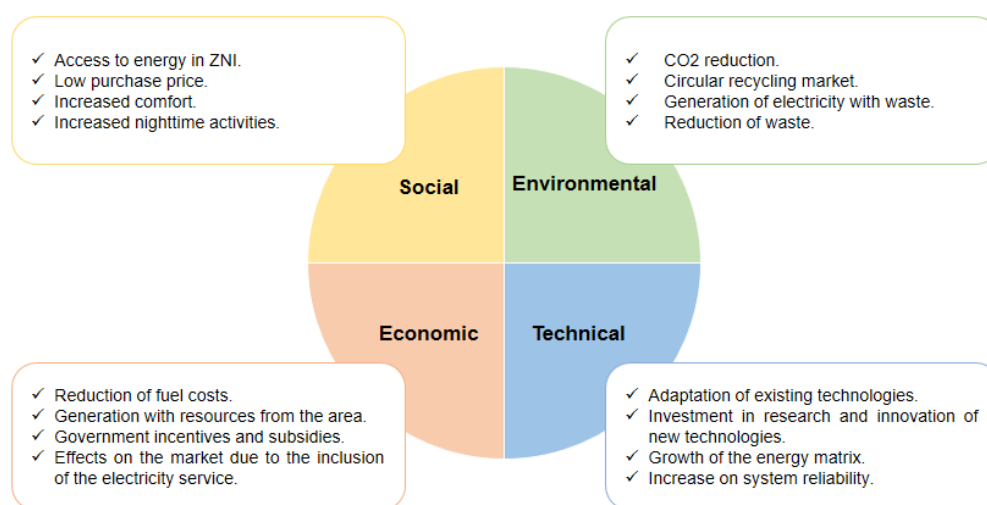 ✓ Access to energy in ZNI.
✓ Low purchase price.
✓ Increased comfort.
✓ Increased nighttime activities.
✓ CO2 reduction.
✓ Circular recycling market.
✓ Generation of electricity with waste.
✓ Reduction of waste.
Social
Environmental
Economic
Technical
✓ Reduction of fuel costs.
✓ Generation with resources from the area.
✓ Government incentives and subsidies.
✓ Effects on the market due to the inclusion
of the electricity service.
✓ Adaptation of existing technologies.
✓ Investment in research and innovation of
new technologies.
✓ Growth of the energy matrix.
✓ Increase on system reliability.